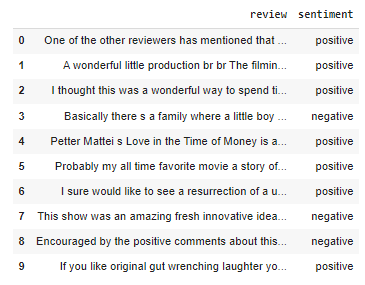 review sentiment
0 One of the other reviewers has mentioned that ... positive
1 A wonderful little production br br The filmin... positive
2 I thought this was a wonderful way to spend ti... positive
3 Basically there s a family where a little boy ... negative
4 Petter Mattei s Love in the Time of Money is a... positive
5 Probably my all time favorite movie a story of... positive
6 I sure would like to see a resurrection of a u... positive
7 This show was an amazing fresh innovative idea... negative
8 Encouraged by the positive comments about this... negative
9 If you like original gut wrenching laughter yo... positive